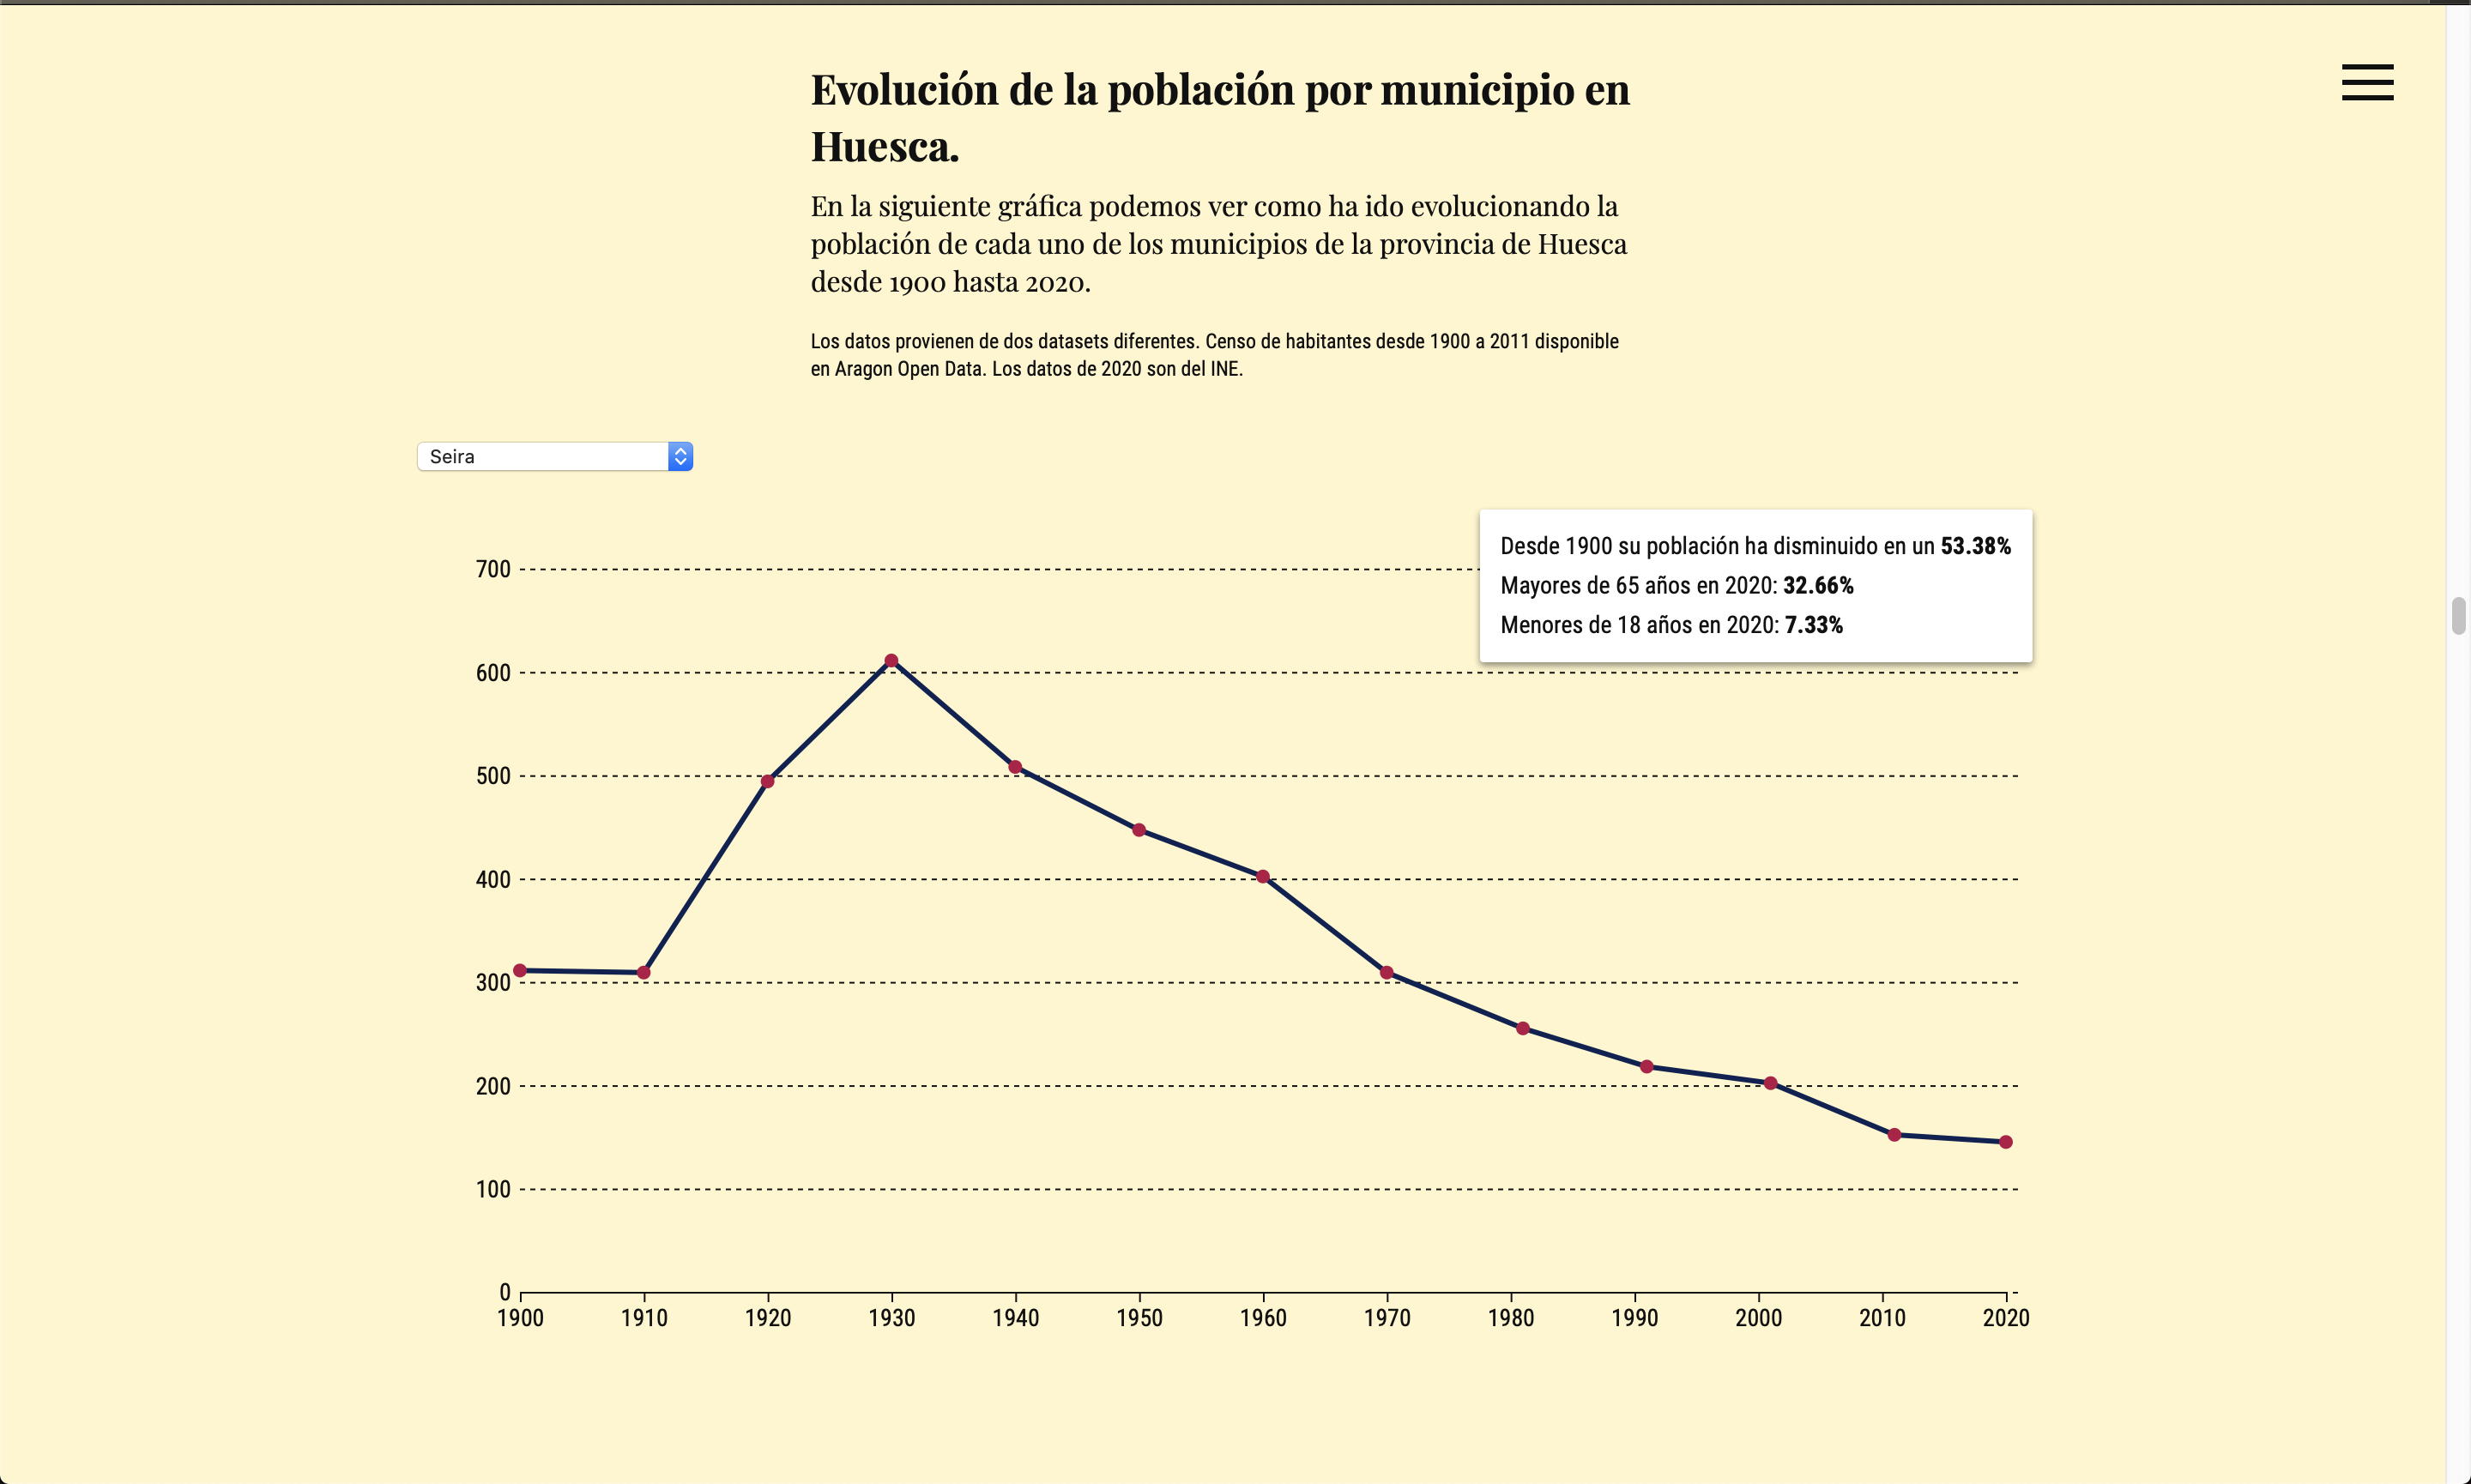 Evolución de la población por municipio en
Huesca.
En la siguiente gráfica podemos ver como ha ido evolucionando la
población de cada uno de los municipios de la provincia de Huesca
desde 1900 hasta 2020.
Los datos provienen de dos datasets diferentes. Censo de habitantes desde 1900 a 2011 disponible
en Aragon Open Data. Los datos de 2020 son del INE.
Seira
Desde 1900 su población ha disminuido en un 53.38%
Mayores de 65 años en 2020: 32.66%
Menores de 18 años en 2020: 7.33%
700
600
500
400
300
200
100
0
1900 1910 1920 1930 1940 1950 1960 1970 1980 1990 2000 2010 2020